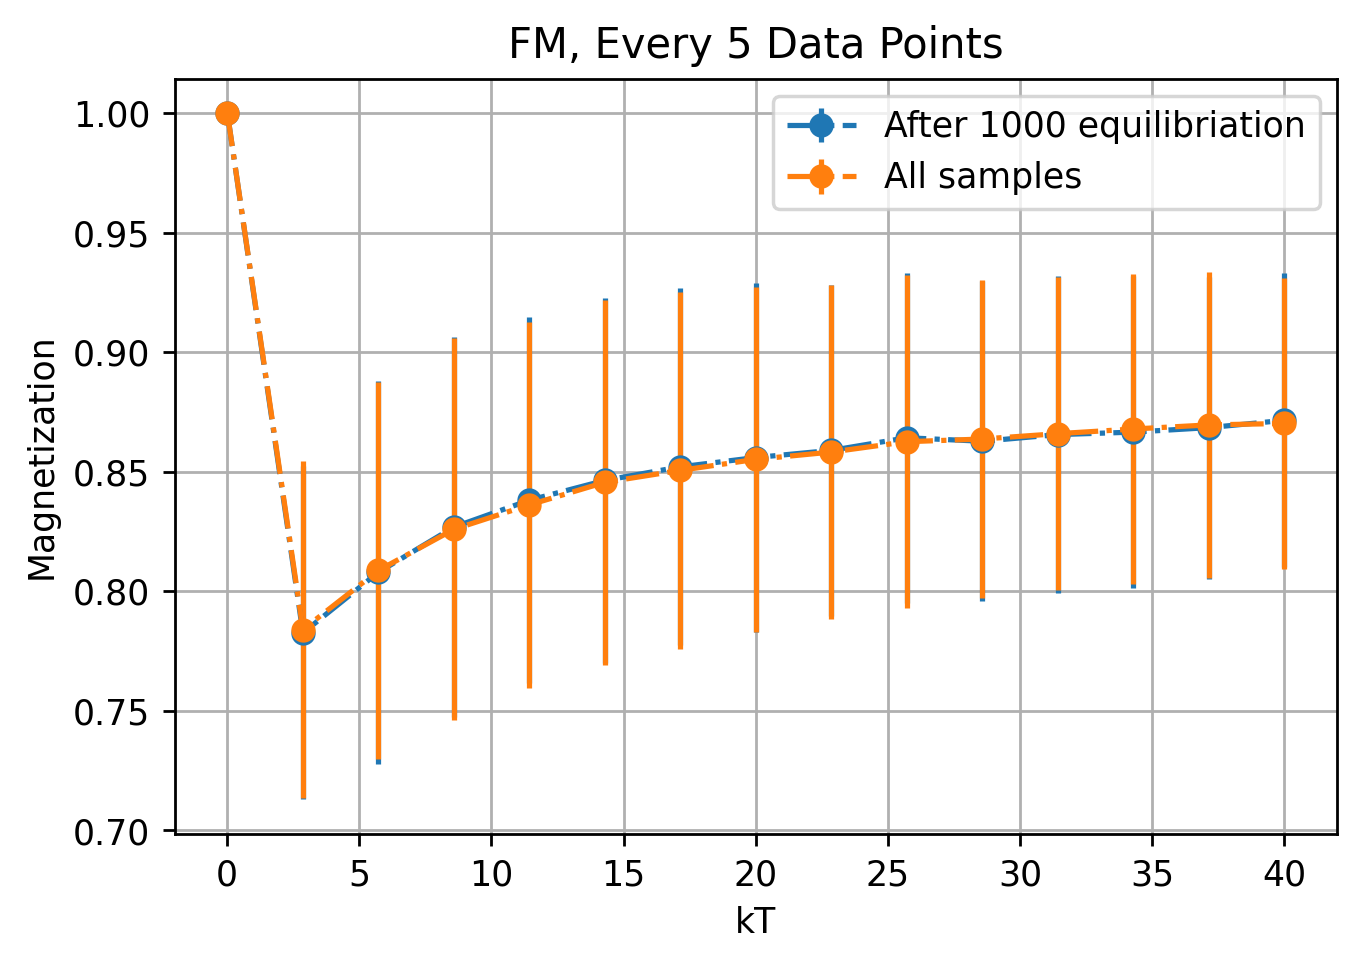 FM, Every 5 Data Points
After 1000 equilibriation
All samples
1.00
0.95
0.90
0.85
0.80
0.75
0.70
Magnetization
0 5 10 15 20 25 30 35 40
kT